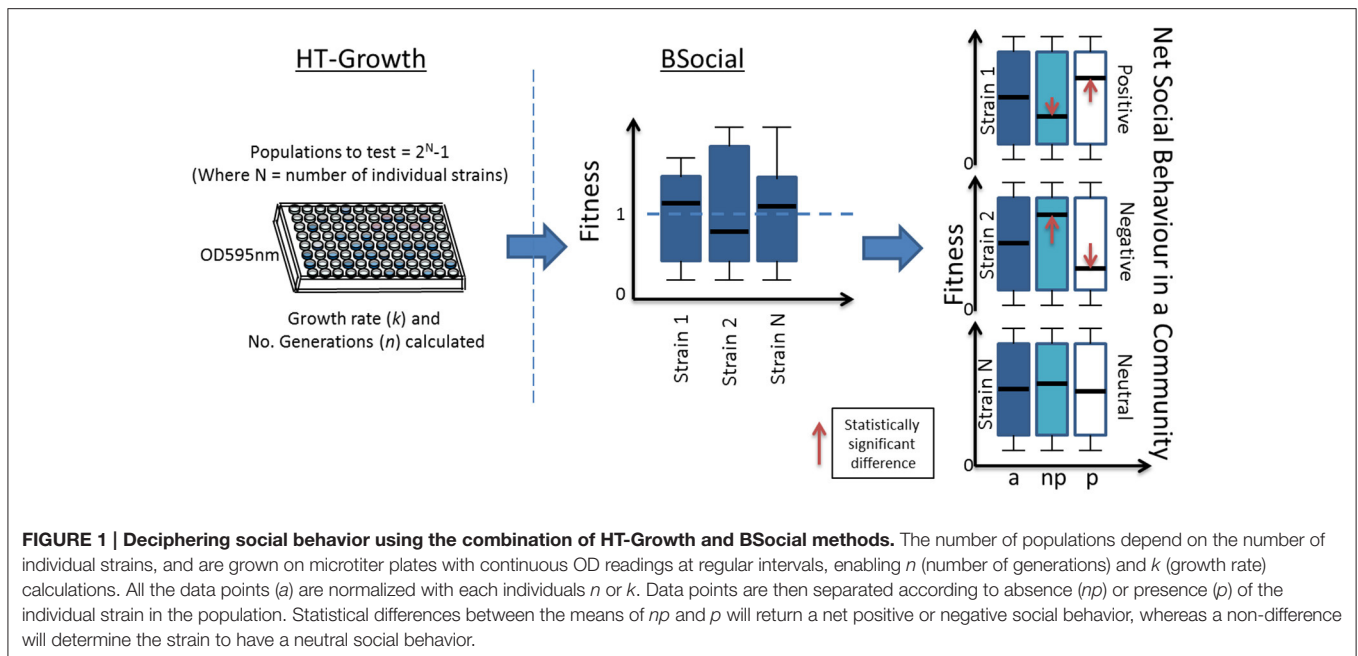 HT-Growth
Populations to test = 2^N-1
(Where N = number of individual strains)
OD595nm
Growth rate (k) and
No. Generations (n) calculated
BSocial
Fitness
1
0
Strain 1
Strain 2
Strain N
Statistically
significant
difference
Fitness
Strain 1
0
Positive
Strain 2
0
Negative
Strain N
0
Neutral
a np p
Net Social Behaviour in a Community
FIGURE 1 | Deciphering social behavior using the combination of HT-Growth and BSocial methods. The number of populations depend on the number of
individual strains, and are grown on microtiter plates with continuous OD readings at regular intervals, enabling n (number of generations) and k (growth rate)
calculations. All the data points (a) are normalized with each individuals n or k. Data points are then separated according to absence (np) or presence (p) of the
individual strain in the population. Statistical differences between the means of np and p will return a net positive or negative social behavior, whereas a non-difference
will determine the strain to have a neutral social behavior.